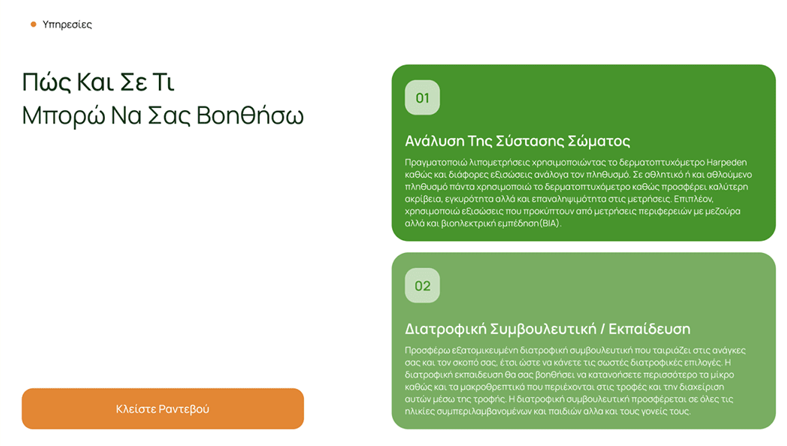 Υπηρεσίες
Πώς Και Σε Τι
Μπορώ Να Σας Βοηθήσω
01
Ανάλυση Της Σύστασης Σώματος
Πραγματοποιώ λιπομετρήσεις χρησιμοποιώντας το δερματοπτυχόμετρο Harpeden
καθώς και διάφορες εξισώσεις ανάλογα τον πληθυσμό. Σε αθλητικό ή και αθλούμενο
πληθυσμό πάντα χρησιμοποιώ το δερματοπτυχόμετρο καθώς προσφέρει καλύτερη
ακρίβεια, εγκυρότητα αλλά και επαναληψιμότητα στις μετρήσεις. Επιπλέον,
χρησιμοποιώ εξισώσεις που προκύπτουν από μετρήσεις περιφερειών με μεζούρα
αλλά και βιοηλεκτρική εμπέδηση(BIA).
02
Διατροφική Συμβουλευτική / Εκπαίδευση
Προσφέρω εξατομικευμένη διατροφική συμβουλευτική που ταιριάζει στις ανάγκες
σας και τον σκοπό σας, έτσι ώστε να κάνετε τις σωστές διατροφικές επιλογές. Η
διατροφική εκπαιδευση θα σας βοηθήσει να κατανοήσετε περισσότερο τα μίκρο
καθώς και τα μακροθρεπτικά που περιέχονται στις τροφές και την διαχείριση
αυτών μέσω της τροφής. Η διατροφική συμβουλευτική προσφέρεται σε όλες τις
ηλικίες συμπεριλαμβανομένων και παιδιών αλλα και τους γονείς τους.
Κλείστε Ραντεβού